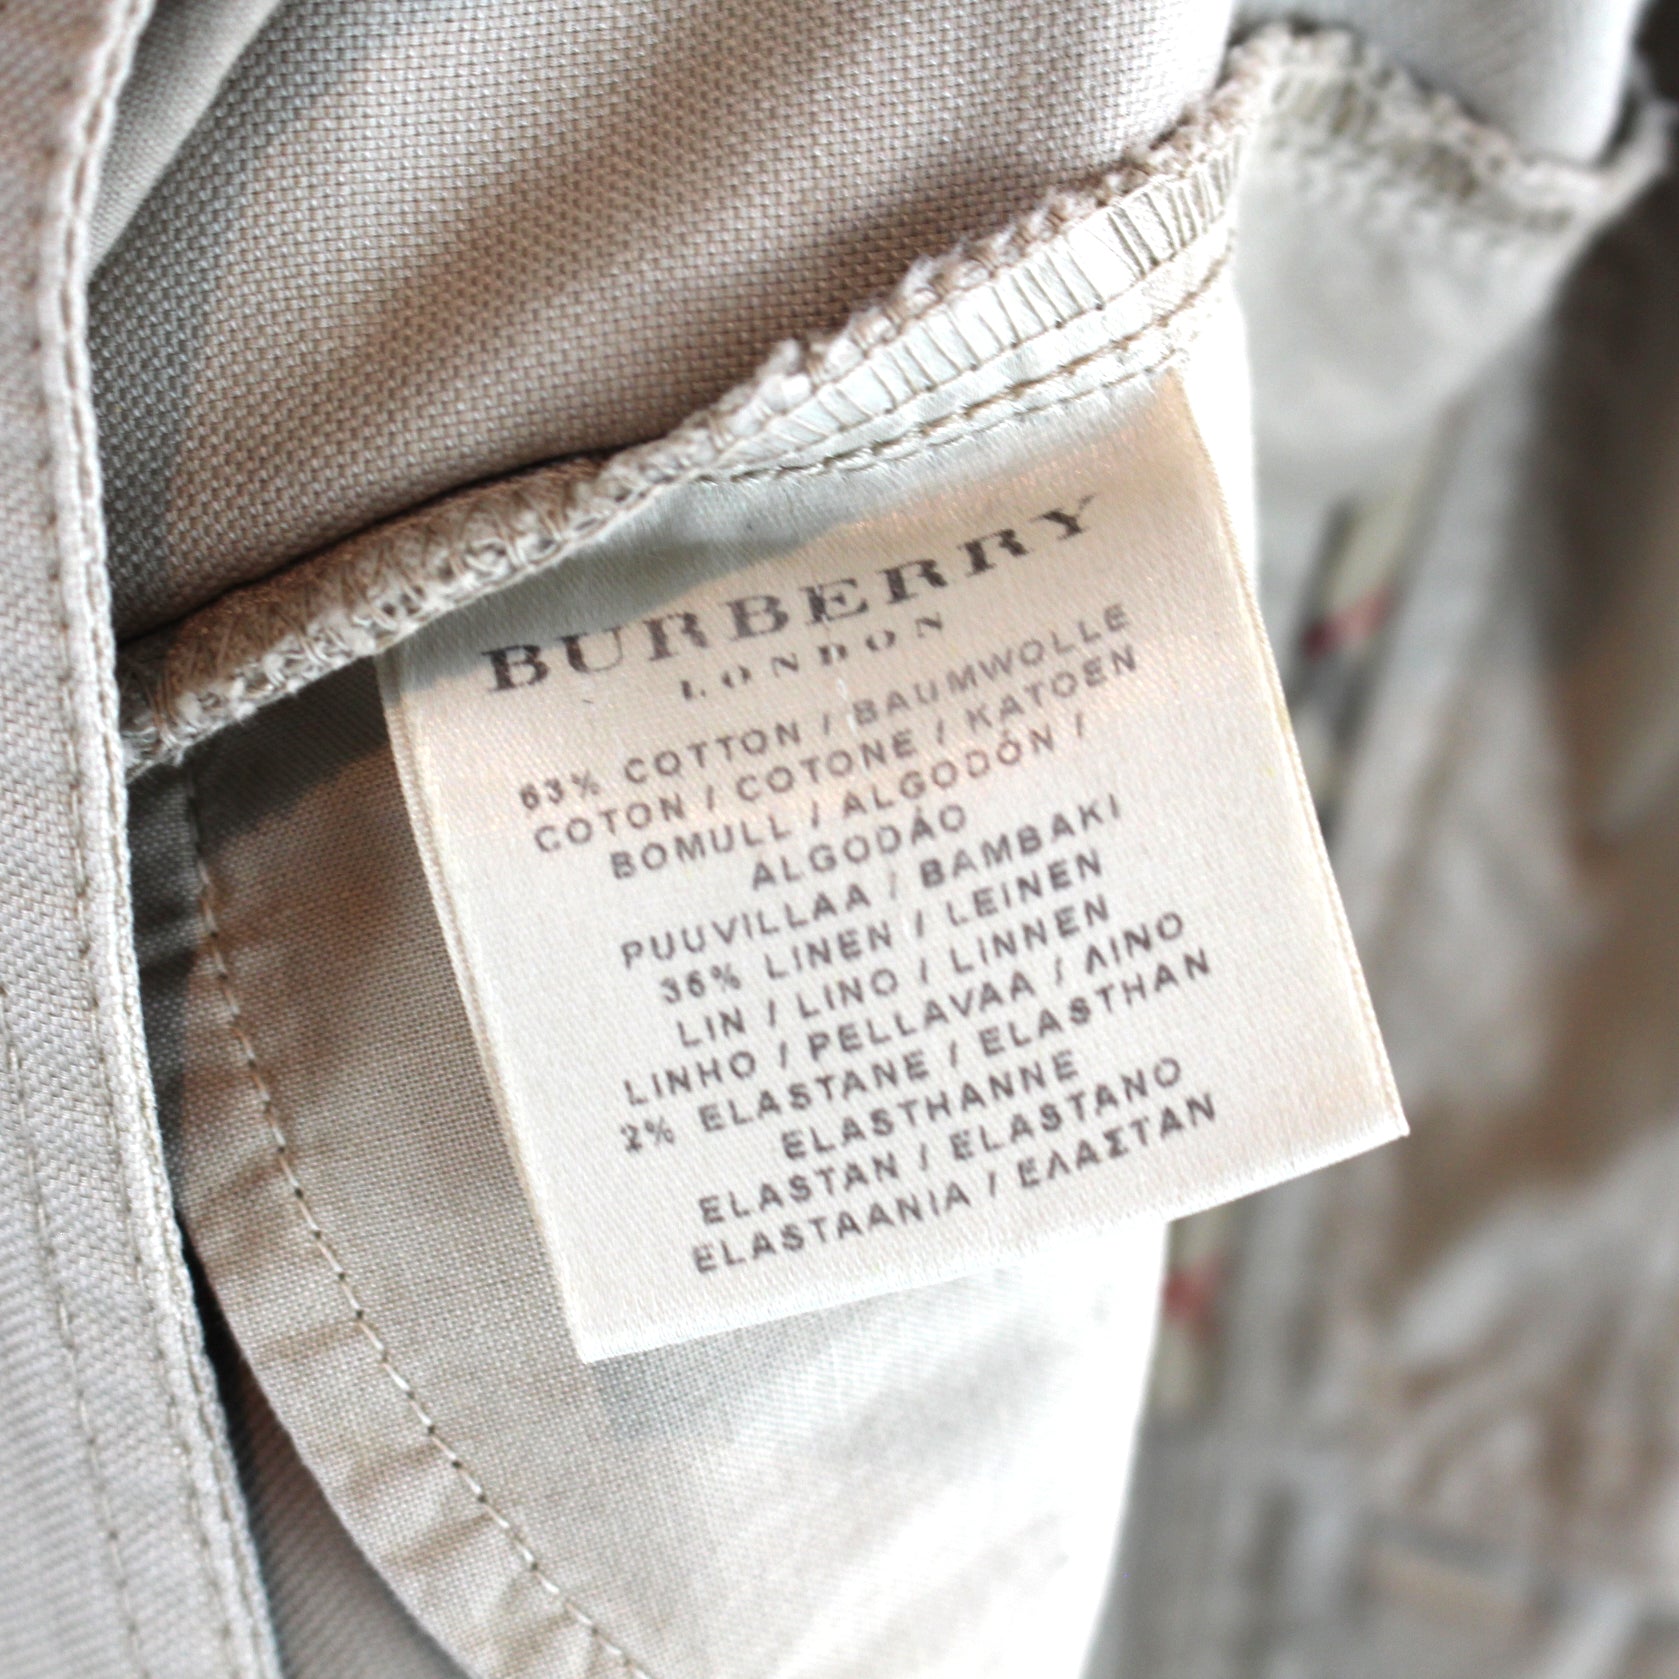 BURBERRY
LONDON
63% COTTON / BAUMWOLLE
COTON / COTONE / KATOEN
BOMULL / ALGODÓN /
ALGODÁO
PUUVILLAA / BAMBAKI
35% LINEN / LEINEN
LIN / LINO / LINNEN
LINHO / PELLAVAA / ΛΙΝΟ
2% ELASTANE / ELASTHAN
ELASTHANNE
ELASTAN / ELASTANO
ELASTAANIA / ΕΛΑΣΤΑΝ